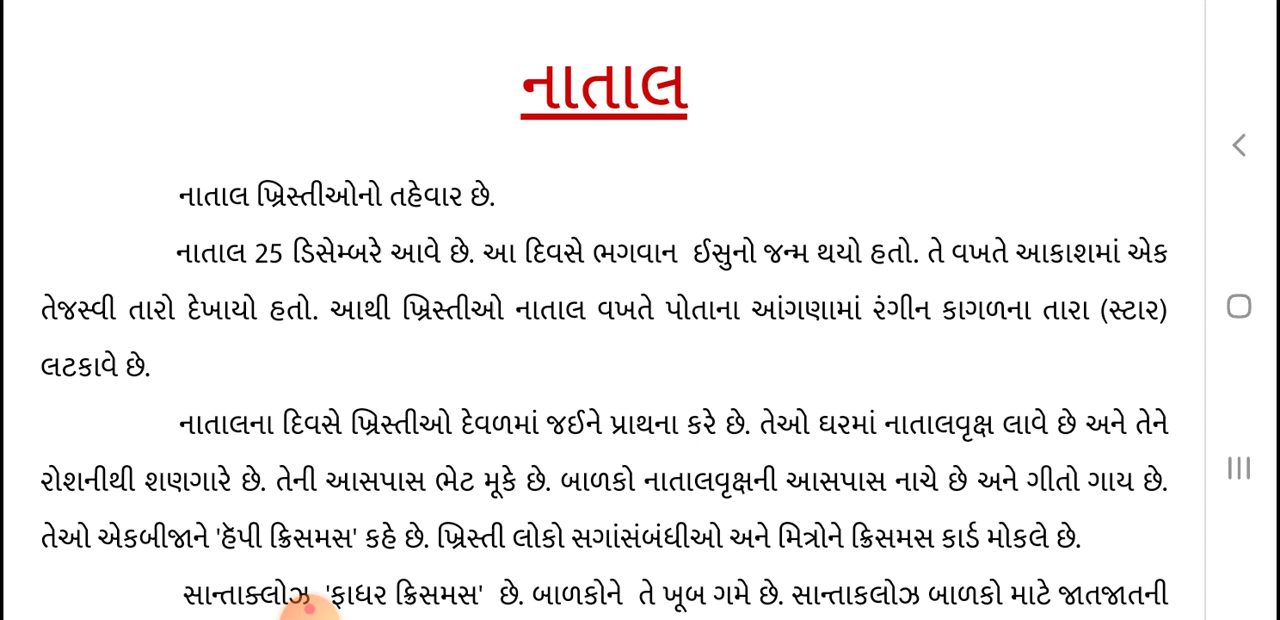 નાતાલ
નાતાલ ખ્રિસ્તીઓનો તહેવાર છે.
નાતાલ 25 ડિસેમ્બરે આવે છે. આ દિવસે ભગવાન ઈસુનો જન્મ થયો હતો. તે વખતે આકાશમાં એક
તેજસ્વી તારો દેખાયો હતો. આથી ખ્રિસ્તીઓ નાતાલ વખતે પોતાના આંગણામાં રંગીન કાગળના તારા (સ્ટાર)
લટકાવે છે.
નાતાલના દિવસે ખ્રિસ્તીઓ દેવળમાં જઈને પ્રાથના કરે છે. તેઓ ઘરમાં નાતાલવૃક્ષ લાવે છે અને તેને
રોશનીથી શણગારે છે. તેની આસપાસ ભેટ મૂકે છે. બાળકો નાતાલવૃક્ષની આસપાસ નાચે છે અને ગીતો ગાય છે.
તેઓ એકબીજાને 'હૅપી ક્રિસમસ' કહે છે. ખ્રિસ્તી લોકો સગાંસંબંધીઓ અને મિત્રોને ક્રિસમસ કાર્ડ મોકલે છે.
સાન્તાક્લોઝ 'ફાધર ક્રિસમસ' છે. બાળકોને તે ખૂબ ગમે છે. સાન્તાકલોઝ બાળકો માટે જાતજાતની